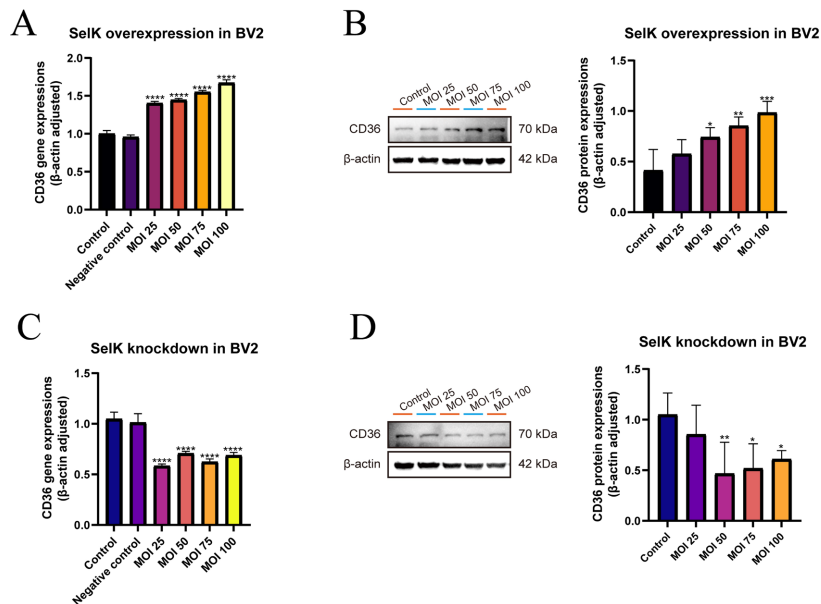 A
SelK overexpression in BV2
CD36 gene expressions
(β-actin adjusted)
2.0
1.5
1.0
0.5
0.0
****
****
****
****
Control
Negative control
MOI 25
MOI 50
MOI 75
MOI 100
B
Control
MOI 25
MOI 50
MOI 75
MOI 100
CD36
70 kDa
β-actin
42 kDa
SelK overexpression in BV2
CD36 protein expressions
(β-actin adjusted)
1.5
1.0
0.5
0.0
*
**
***
Control
MOI 25
MOI 50
MOI 75
MOI 100
C
SelK knockdown in BV2
CD36 gene expressions
(β-actin adjusted)
1.5
1.0
0.5
0.0
****
****
****
****
Control
Negative control
MOI 25
MOI 50
MOI 75
MOI 100
D
Control
MOI 25
MOI 50
MOI 75
MOI 100
CD36
70 kDa
β-actin
42 kDa
SelK knockdown in BV2
CD36 protein expressions
(β-actin adjusted)
1.5
1.0
0.5
0.0
**
*
*
Control
MOI 25
MOI 50
MOI 75
MOI 100